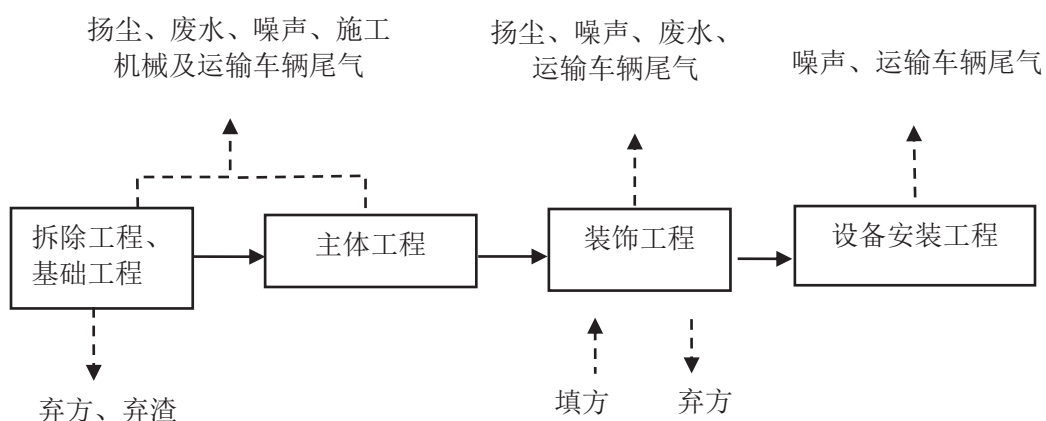 扬尘、废水、噪声、施工
机械及运输车辆尾气
扬尘、噪声、废水、
运输车辆尾气
噪声、运输车辆尾气
拆除工程、
基础工程
主体工程
装饰工程
设备安装工程
弃方、弃渣
填方
弃方